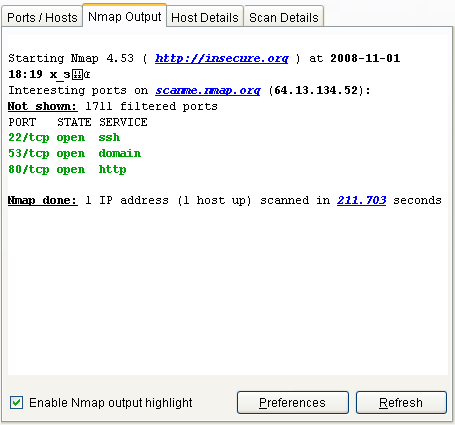 Ports / Hosts Nmap Output Host Details Scan Details
Starting Nmap 4.53 ( http://insecure.org ) at 2008-11-01
18:19
Interesting ports on scanme.nmap.org (64.13.134.52):
Not shown: 1711 filtered ports
PORT STATE SERVICE
22/tcp open ssh
53/tcp open domain
80/tcp open http
Nmap done: 1 IP address (1 host up) scanned in 211.703 seconds
Enable Nmap output highlight Preferences Refresh